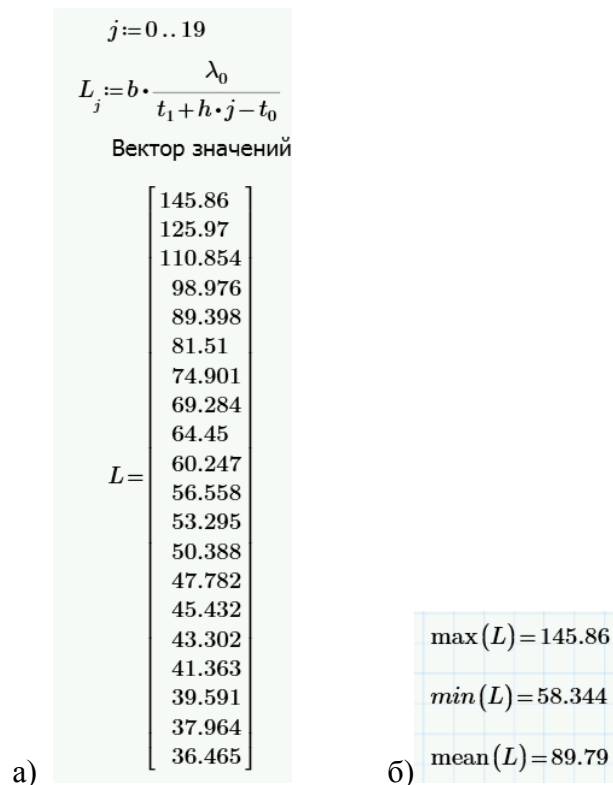 j:=0..19
L_j:=b·λ_0/(t_1+h·j−t_0)
Вектор значений
L=
145.86
125.97
110.854
98.976
89.398
81.51
74.901
69.284
64.45
60.247
56.558
53.295
50.388
47.782
45.432
43.302
41.363
39.591
37.964
36.465
а)
max(L)=145.86
min(L)=58.344
mean(L)=89.79
б)